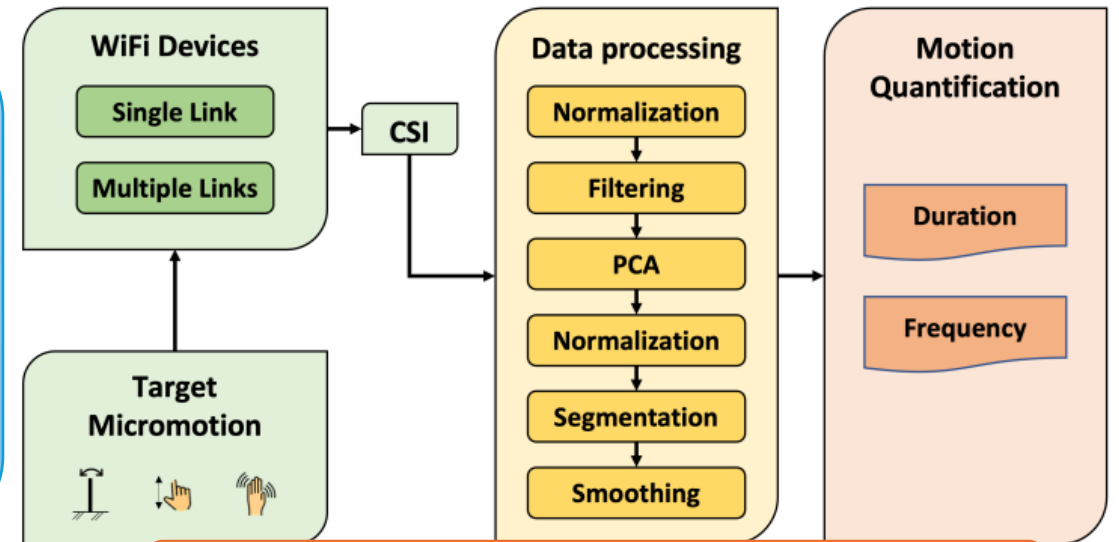 WiFi Devices
Single Link
Multiple Links
Target
Micromotion
CSI
Data processing
Normalization
Filtering
PCA
Normalization
Segmentation
Smoothing
Motion
Quantification
Duration
Frequency